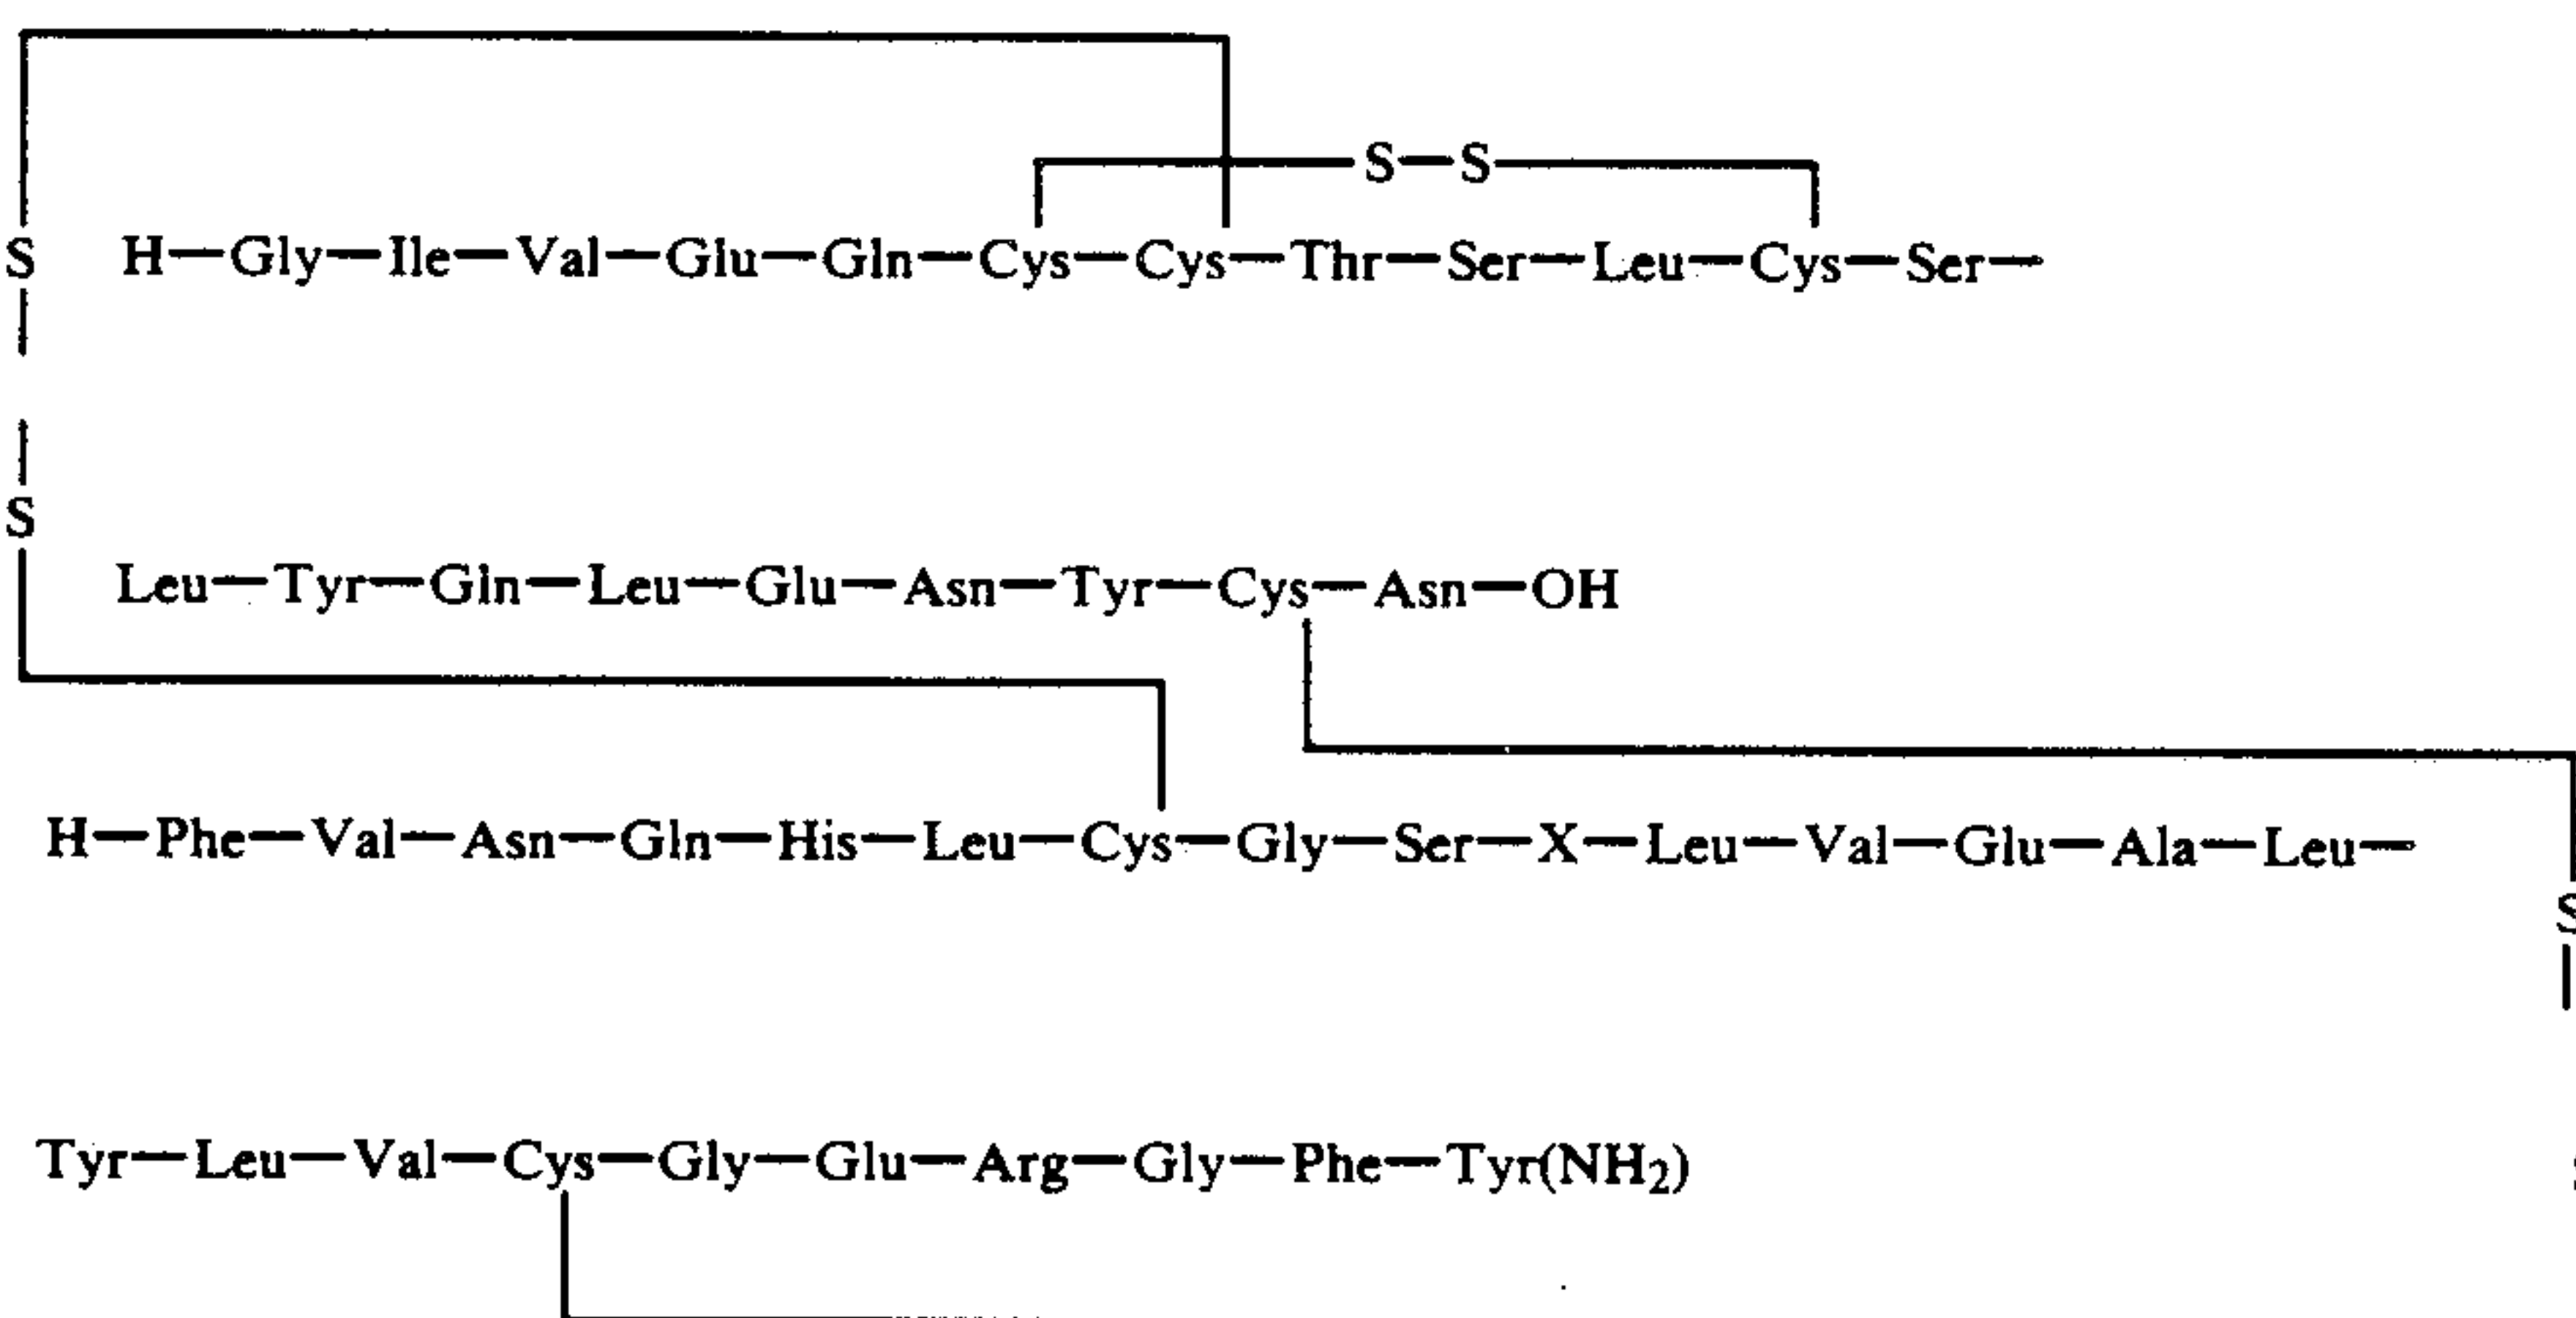 S—S
S H—Gly—Ile—Val—Glu—Gln—Cys—Cys—Thr—Ser—Leu—Cys—Ser—
S
Leu—Tyr—Gln—Leu—Glu—Asn—Tyr—Cys—Asn—OH
H—Phe—Val—Asn—Gln—His—Leu—Cys—Gly—Ser—X—Leu—Val—Glu—Ala—Leu—
S
Tyr—Leu—Val—Cys—Gly—Glu—Arg—Gly—Phe—Tyr(NH₂)